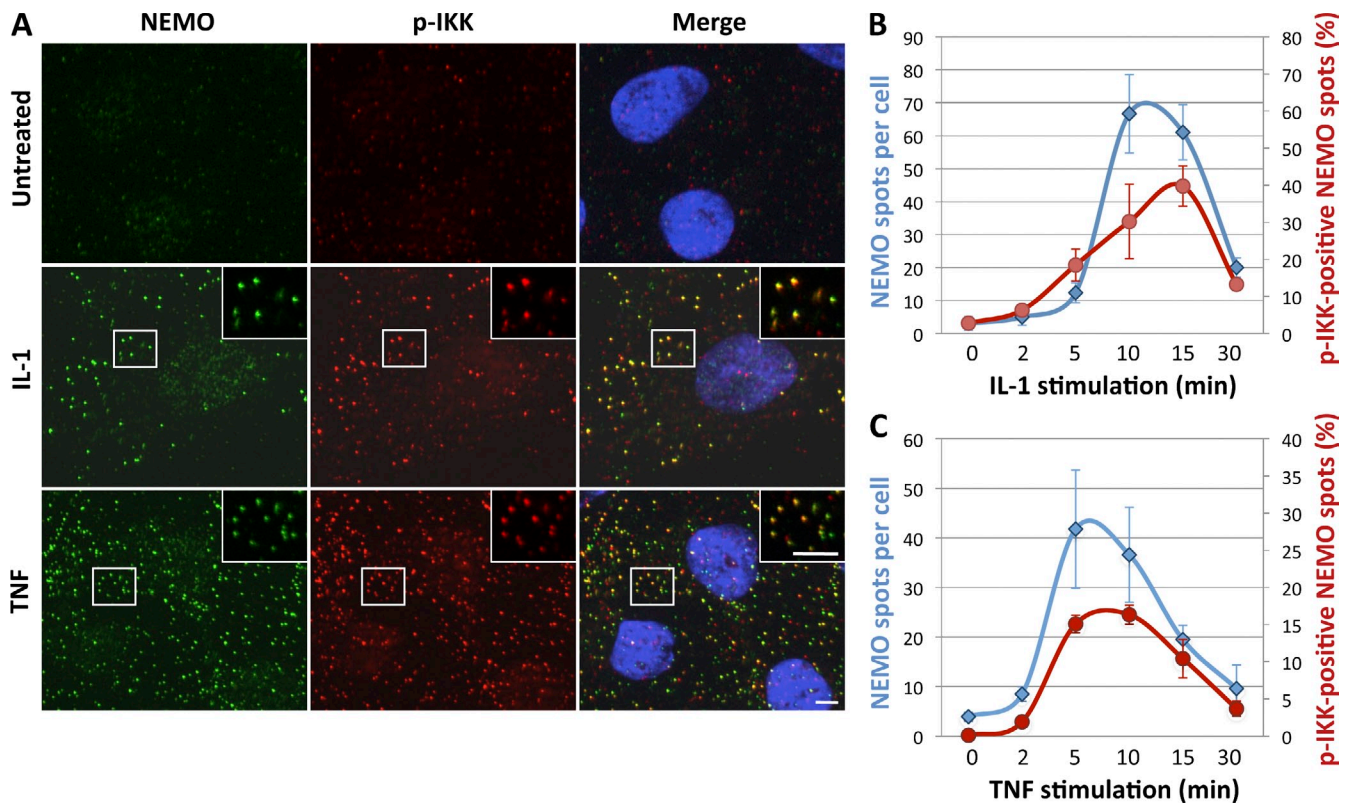 A
NEMO
p-IKK
Merge
Untreated
IL-1
TNF
B
NEMO spots per cell
90
80
70
60
50
40
30
20
10
0
p-IKK-positive NEMO spots (%)
80
70
60
50
40
30
20
10
0
0 2 5 10 15 30
IL-1 stimulation (min)
C
NEMO spots per cell
60
50
40
30
20
10
0
p-IKK-positive NEMO spots (%)
40
35
30
25
20
15
10
5
0
0 2 5 10 15 30
TNF stimulation (min)